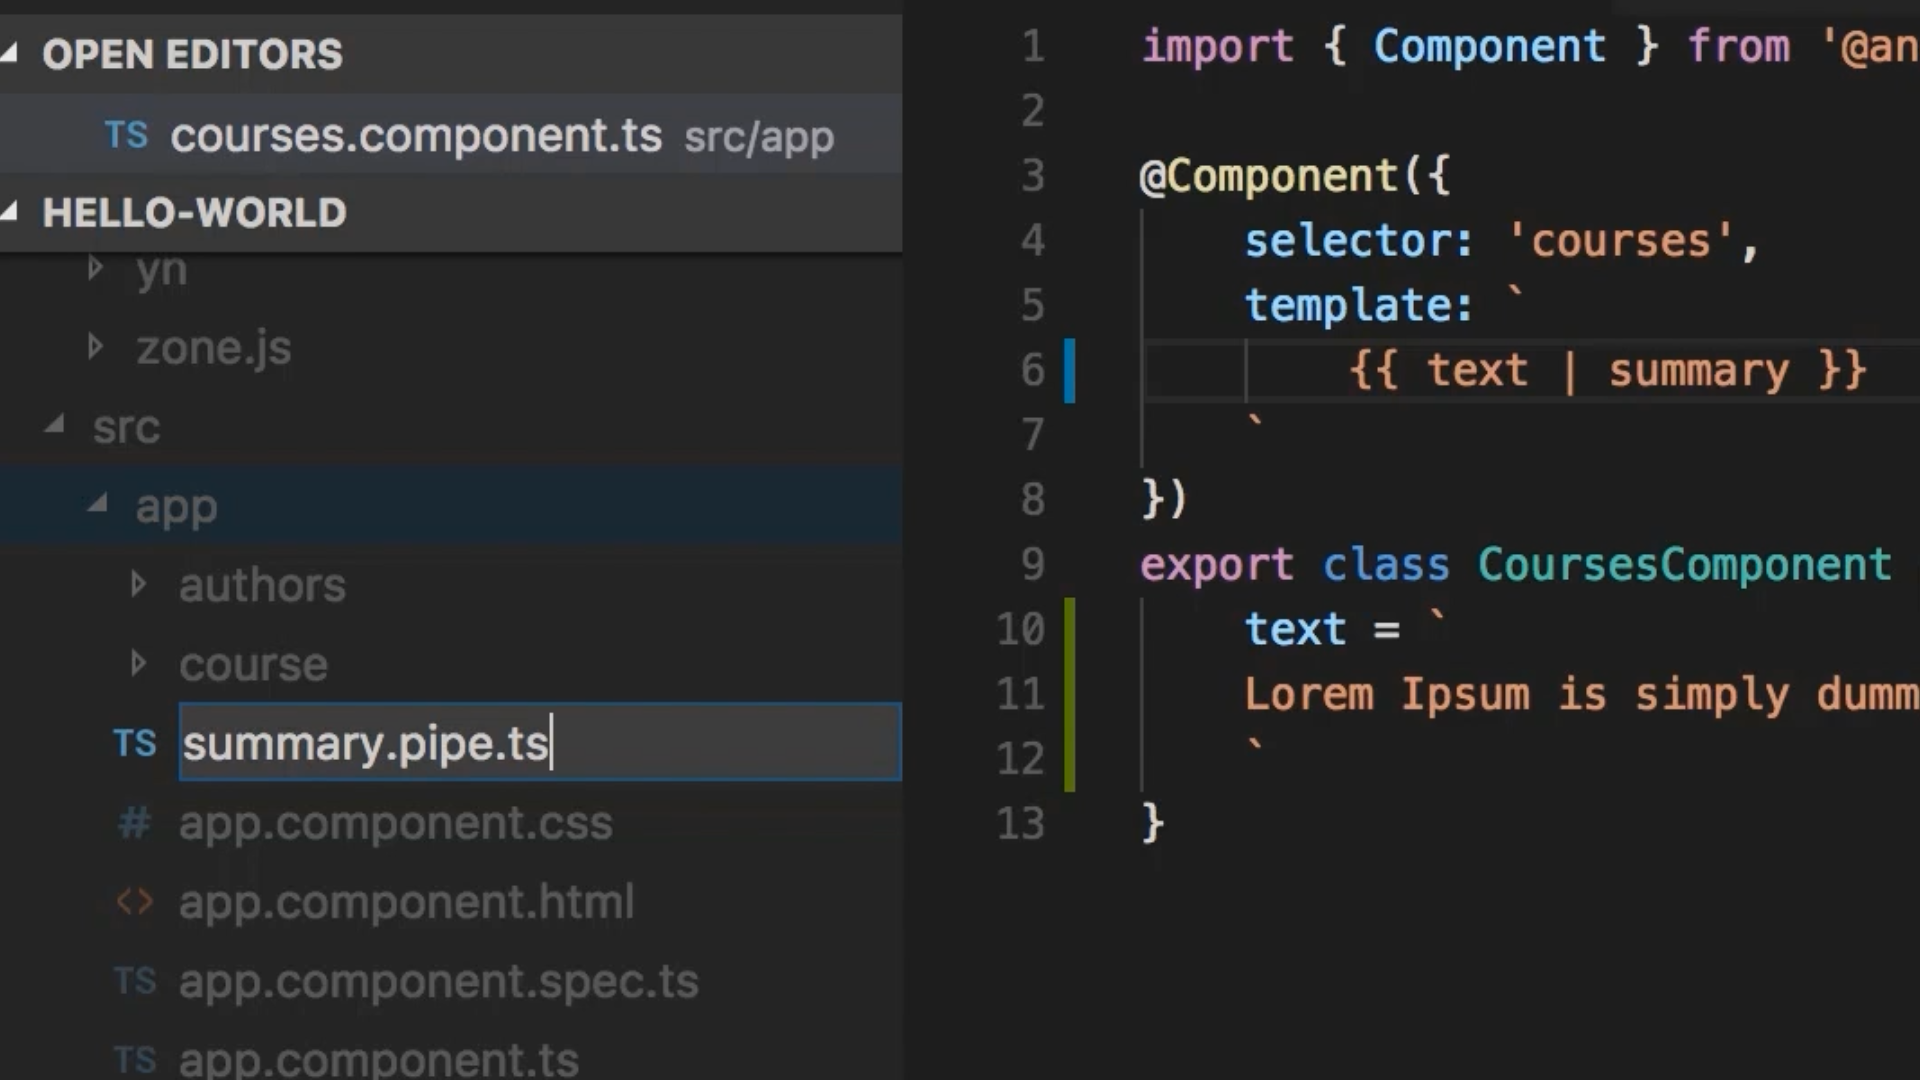 OPEN EDITORS
TS courses.component.ts src/app
HELLO-WORLD
yn
zone.js
src
app
authors
course
TS summary.pipe.ts
# app.component.css
<> app.component.html
TS app.component.spec.ts
TS app.component.ts
1 import { Component } from '@an
2
3 @Component({
4 selector: 'courses',
5 template: `
6 {{ text | summary }}
7 `
8 })
9 export class CoursesComponent
10 text = `
11 Lorem Ipsum is simply dumm
12 `
13 }